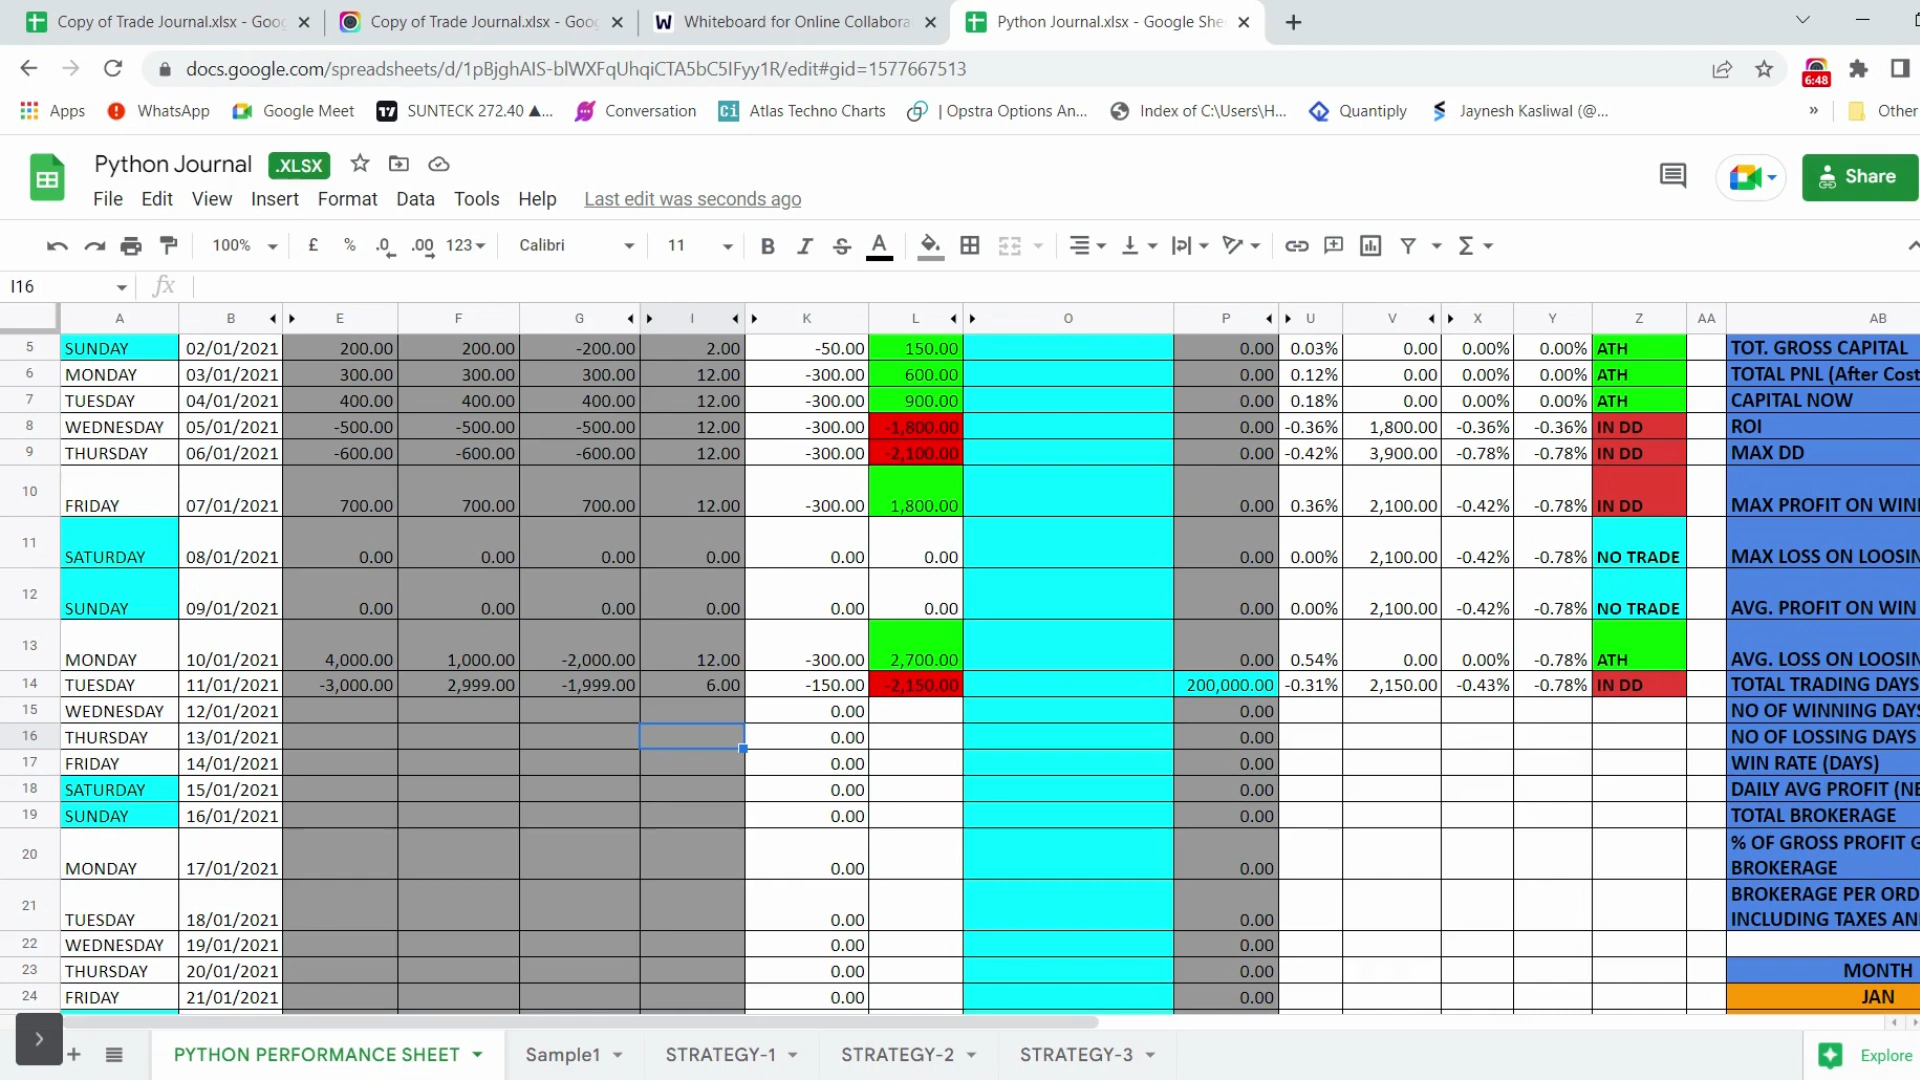 Copy of Trade Journal.xlsx - Goog
Copy of Trade Journal.xlsx - Goog
Whiteboard for Online Collabora
Python Journal.xlsx - Google She
docs.google.com/spreadsheets/d/1pBjghAIS-blWXFqUhqiCTA5bC5IFyy1R/edit#gid=1577667513
6:48
Apps WhatsApp Google Meet SUNTECK 272.40 ▲... Conversation Atlas Techno Charts | Opstra Options An... Index of C:\Users\H... Quantiply Jaynesh Kasliwal (@... » Other
Python Journal .XLSX
Share
File Edit View Insert Format Data Tools Help Last edit was seconds ago
100% £ % .0 .00 123 Calibri 11 B I S A Σ
I16 fx
A B E F G I K L O P U V X Y Z AA AB
5 SUNDAY 02/01/2021 200.00 200.00 -200.00 2.00 -50.00 150.00 0.00 0.03% 0.00 0.00% 0.00% ATH TOT. GROSS CAPITAL
6 MONDAY 03/01/2021 300.00 300.00 300.00 12.00 -300.00 600.00 0.00 0.12% 0.00 0.00% 0.00% ATH TOTAL PNL (After Cost
7 TUESDAY 04/01/2021 400.00 400.00 400.00 12.00 -300.00 900.00 0.00 0.18% 0.00 0.00% 0.00% ATH CAPITAL NOW
8 WEDNESDAY 05/01/2021 -500.00 -500.00 -500.00 12.00 -300.00 -1,800.00 0.00 -0.36% 1,800.00 -0.36% -0.36% IN DD ROI
9 THURSDAY 06/01/2021 -600.00 -600.00 -600.00 12.00 -300.00 -2,100.00 0.00 -0.42% 3,900.00 -0.78% -0.78% IN DD MAX DD
10 FRIDAY 07/01/2021 700.00 700.00 700.00 12.00 -300.00 1,800.00 0.00 0.36% 2,100.00 -0.42% -0.78% IN DD MAX PROFIT ON WIN
11 SATURDAY 08/01/2021 0.00 0.00 0.00 0.00 0.00 0.00 0.00 0.00% 2,100.00 -0.42% -0.78% NO TRADE MAX LOSS ON LOOSIN
12 SUNDAY 09/01/2021 0.00 0.00 0.00 0.00 0.00 0.00 0.00 0.00% 2,100.00 -0.42% -0.78% NO TRADE AVG. PROFIT ON WIN
13 MONDAY 10/01/2021 4,000.00 1,000.00 -2,000.00 12.00 -300.00 2,700.00 0.00 0.54% 0.00 0.00% -0.78% ATH AVG. LOSS ON LOOSIN
14 TUESDAY 11/01/2021 -3,000.00 2,999.00 -1,999.00 6.00 -150.00 -2,150.00 200,000.00 -0.31% 2,150.00 -0.43% -0.78% IN DD TOTAL TRADING DAYS
15 WEDNESDAY 12/01/2021 0.00 0.00 NO OF WINNING DAYS
16 THURSDAY 13/01/2021 0.00 0.00 NO OF LOSSING DAYS
17 FRIDAY 14/01/2021 0.00 0.00 WIN RATE (DAYS)
18 SATURDAY 15/01/2021 0.00 0.00 DAILY AVG PROFIT (NE
19 SUNDAY 16/01/2021 0.00 0.00 TOTAL BROKERAGE
20 MONDAY 17/01/2021 0.00 0.00 % OF GROSS PROFIT G
BROKERAGE
21 TUESDAY 18/01/2021 0.00 0.00 BROKERAGE PER ORD
INCLUDING TAXES AN
22 WEDNESDAY 19/01/2021 0.00 0.00
23 THURSDAY 20/01/2021 0.00 0.00 MONTH
24 FRIDAY 21/01/2021 0.00 0.00 JAN
PYTHON PERFORMANCE SHEET Sample1 STRATEGY-1 STRATEGY-2 STRATEGY-3 Explore